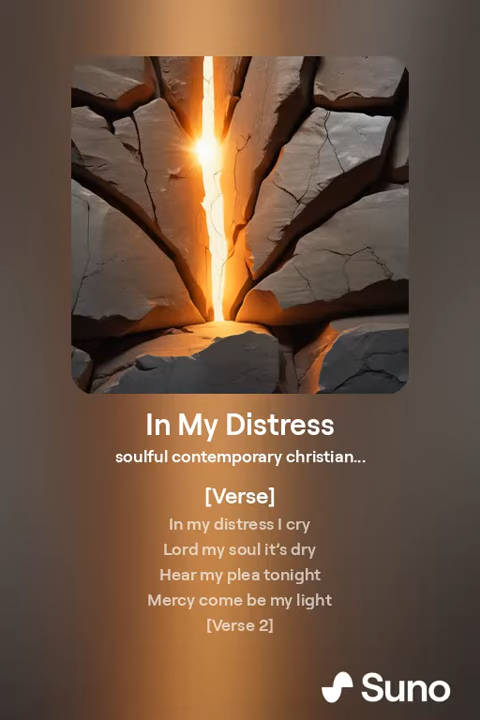 In My Distress
soulful contemporary christian...
[Verse]
In my distress I cry
Lord my soul it's dry
Hear my plea tonight
Mercy come be my light
[Verse 2]
Suno